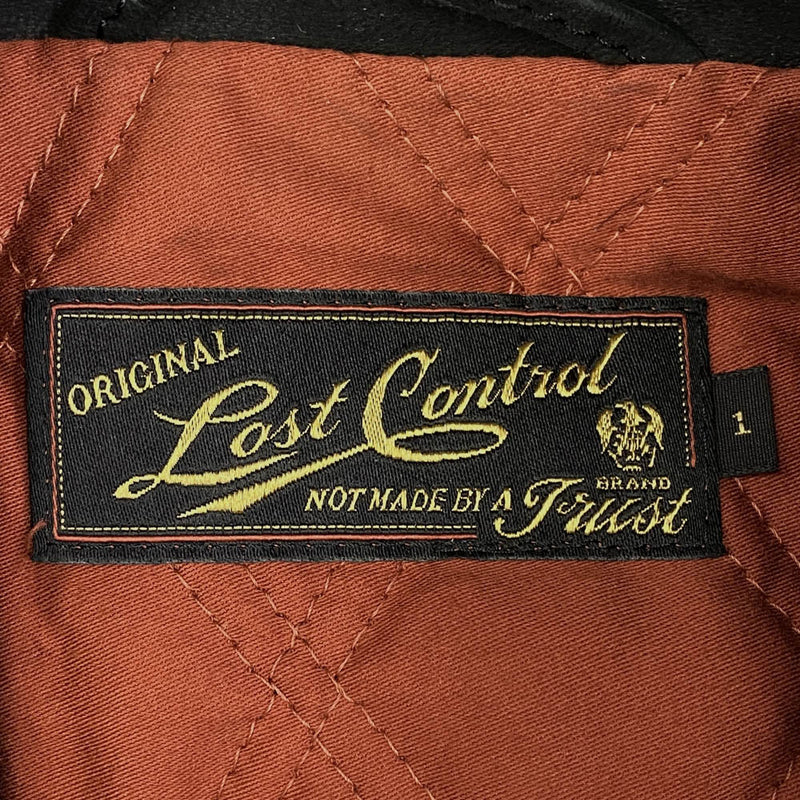 ORIGINAL
Lost Control
BRAND
NOT MADE BY A Trust
1